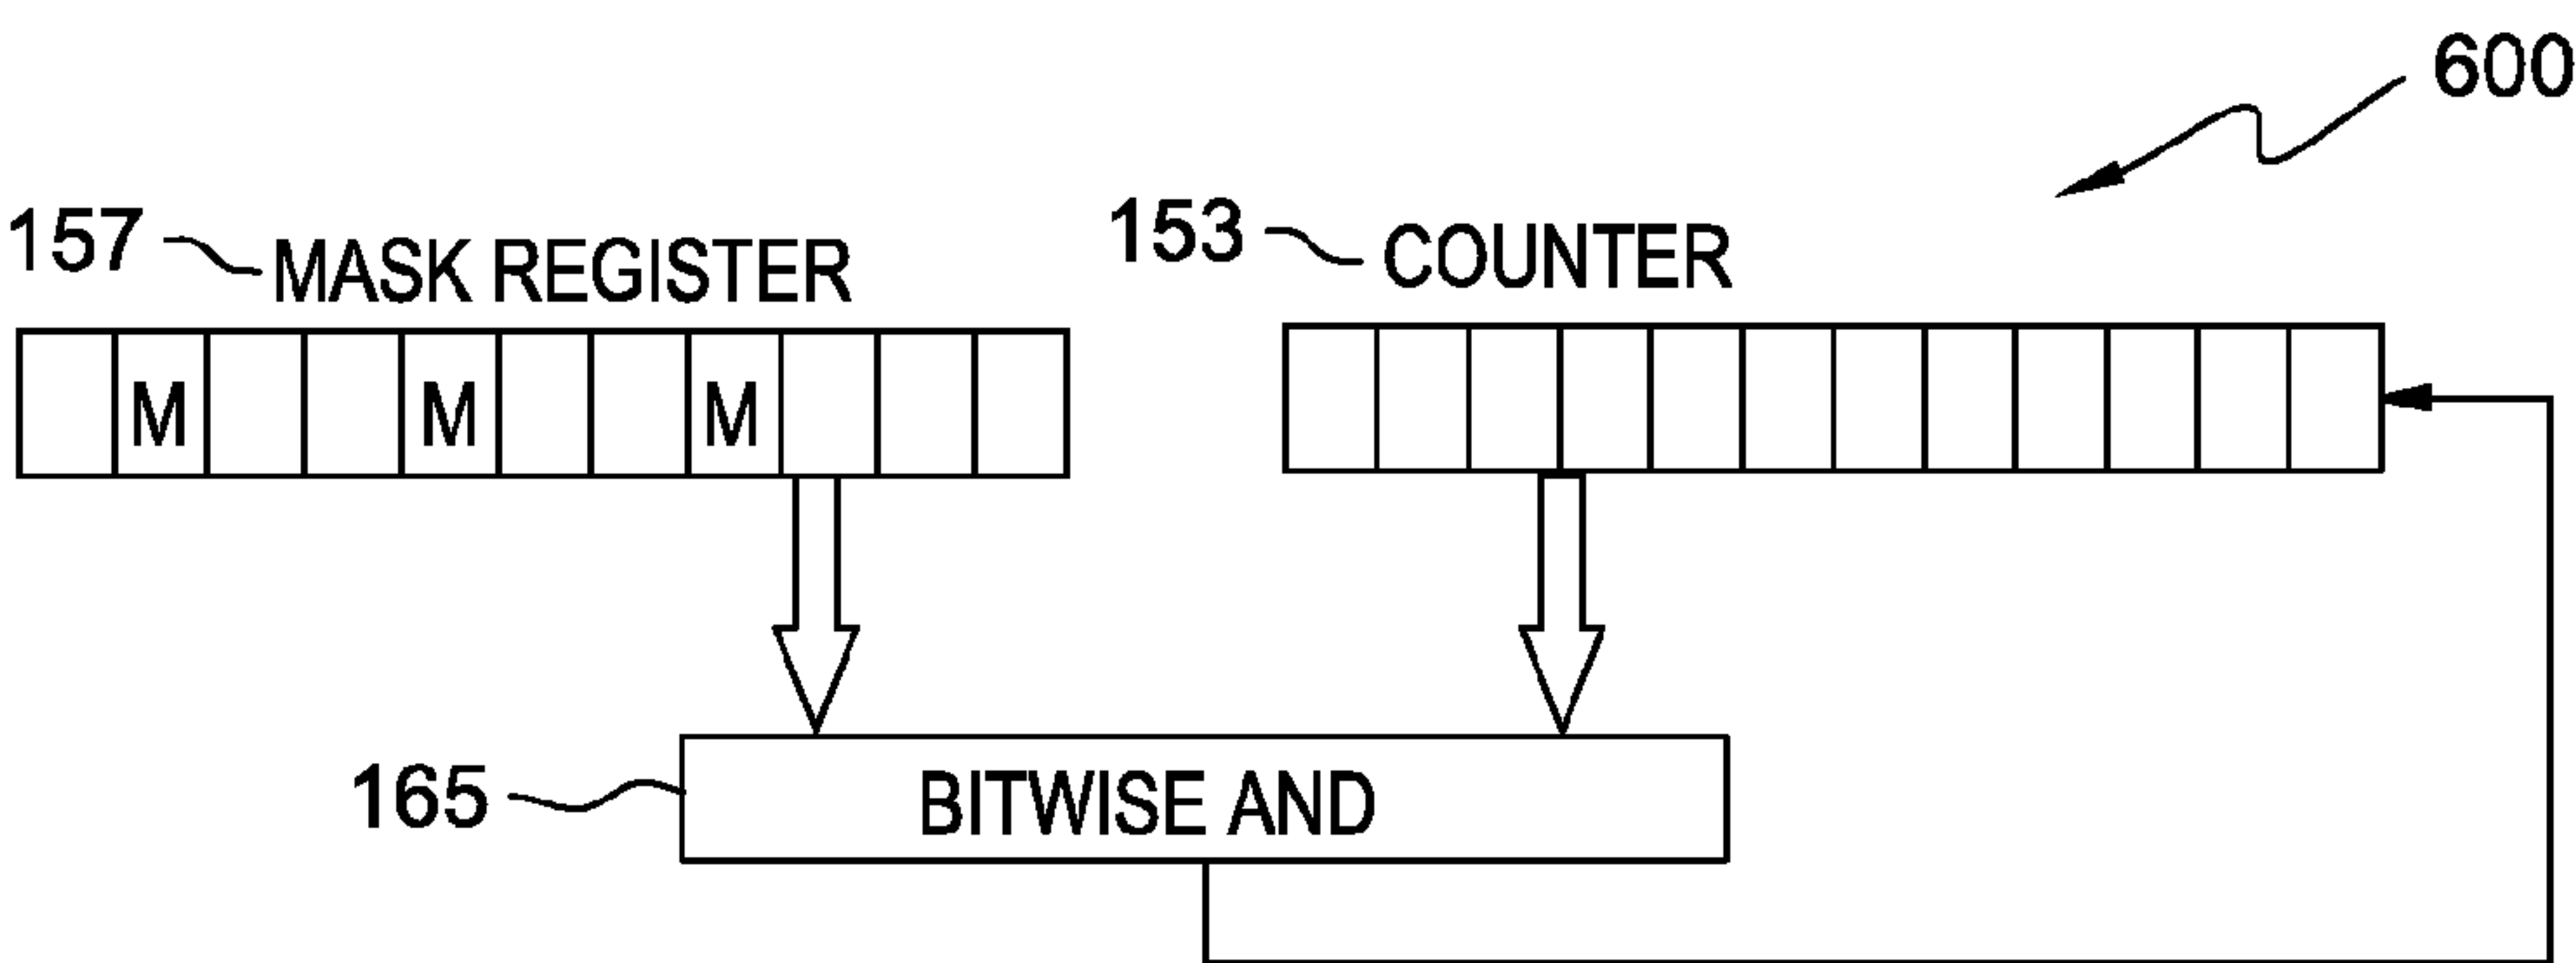 600
157 MASK REGISTER
153 COUNTER
M M M
165 BITWISE AND